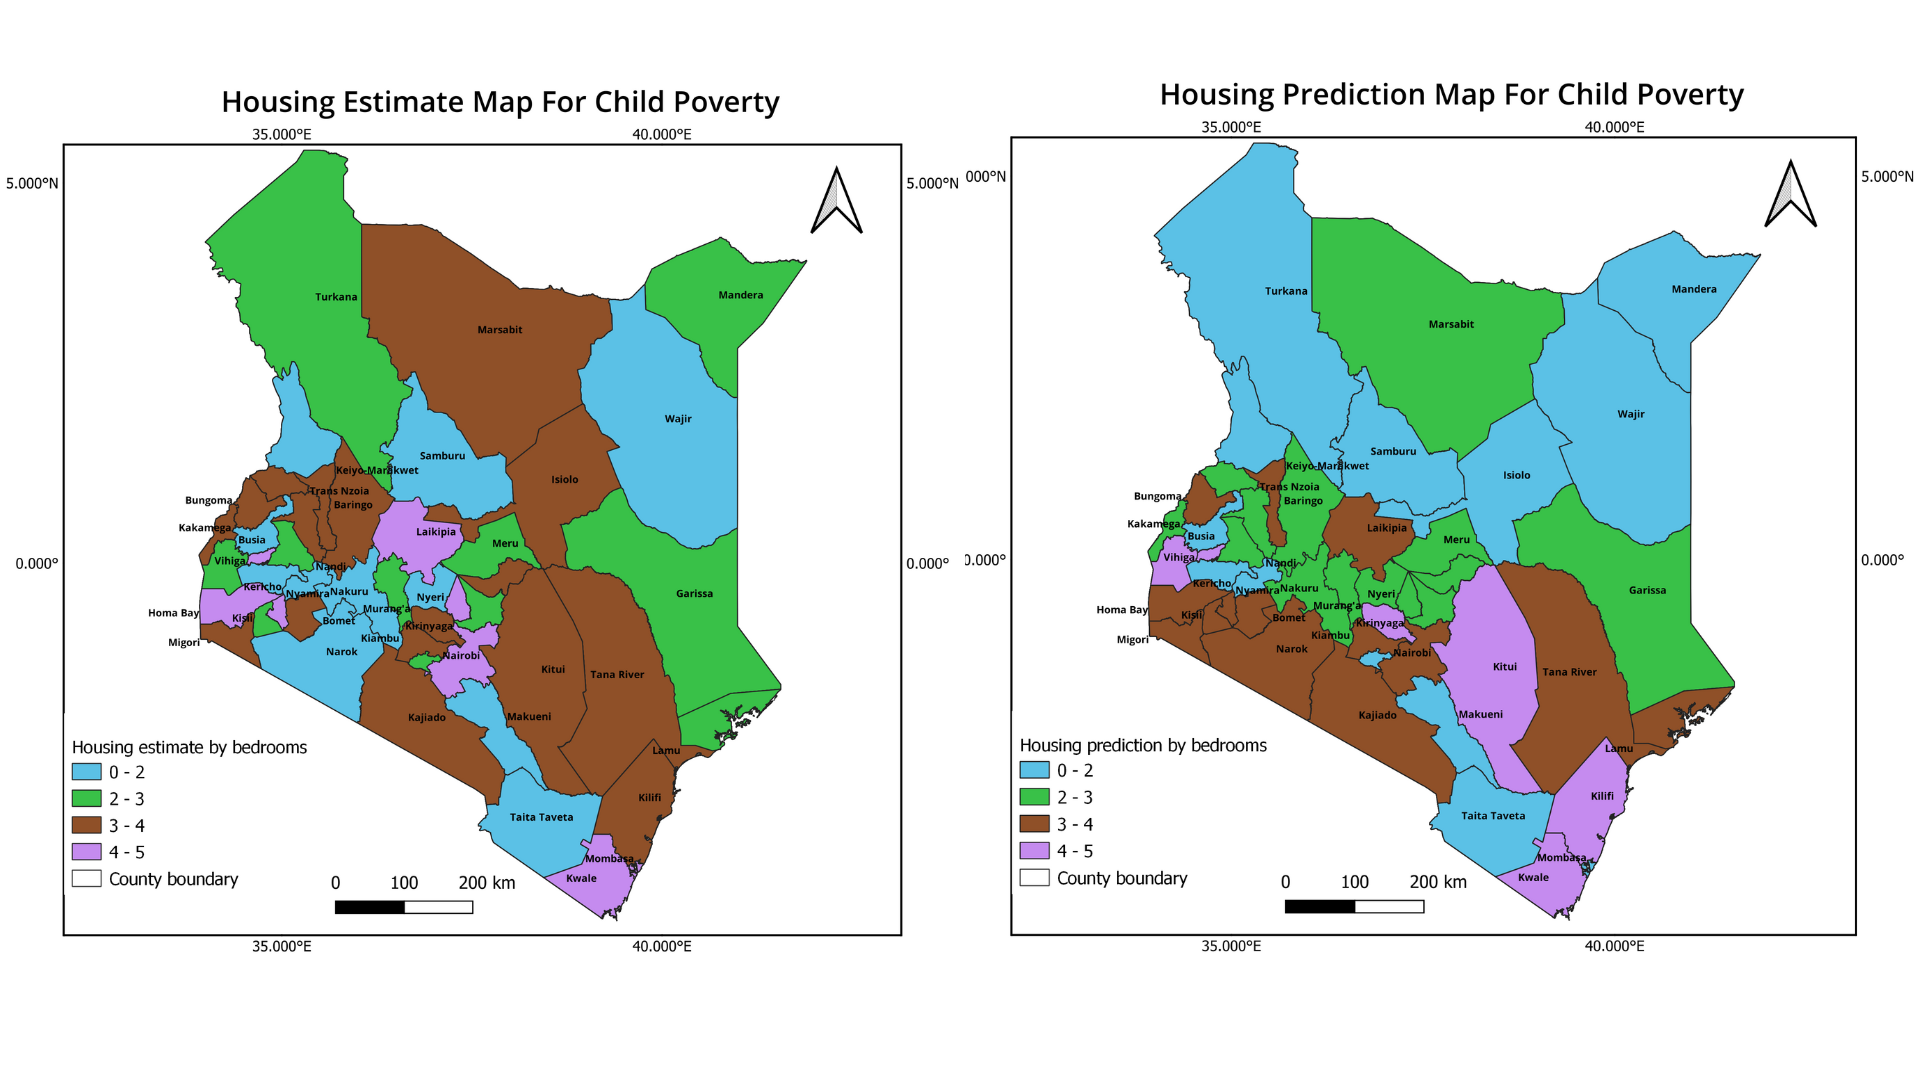 Housing Estimate Map For Child Poverty
35.000°E 40.000°E
5.000°N 5.000°N
Turkana
Mandera
Marsabit
Wajir
Samburu
Keiyo-Marakwet
Isiolo
Trans Nzoia
Bungoma
Baringo
Kakamega
Laikipia
Busia
Meru
Vihiga
0.000° 0.000°
Nandi
Kericho
Nyamira
Nakuru
Nyeri
Garissa
Homa Bay
Murang'a
Kisii
Bomet
Kirinyaga
Migori
Kiambu
Narok
Nairobi
Kitui
Tana River
Kajiado
Makueni
Lamu
Kilifi
Taita Taveta
Mombasa
Kwale
Housing estimate by bedrooms
0 - 2
2 - 3
3 - 4
4 - 5
County boundary
0 100 200 km
35.000°E 40.000°E
Housing Prediction Map For Child Poverty
35.000°E 40.000°E
000°N 5.000°N
Mandera
Turkana
Marsabit
Wajir
Samburu
Keiyo-Marakwet
Isiolo
Trans Nzoia
Bungoma
Baringo
Kakamega
Laikipia
Busia
Meru
Vihiga
0.000° 0.000°
Nandi
Kericho
Nyamira
Nakuru
Nyeri
Garissa
Homa Bay
Murang'a
Kisii
Bomet
Kirinyaga
Migori
Kiambu
Narok
Nairobi
Kitui
Tana River
Kajiado
Makueni
Lamu
Kilifi
Taita Taveta
Mombasa
Kwale
Housing prediction by bedrooms
0 - 2
2 - 3
3 - 4
4 - 5
County boundary
0 100 200 km
35.000°E 40.000°E